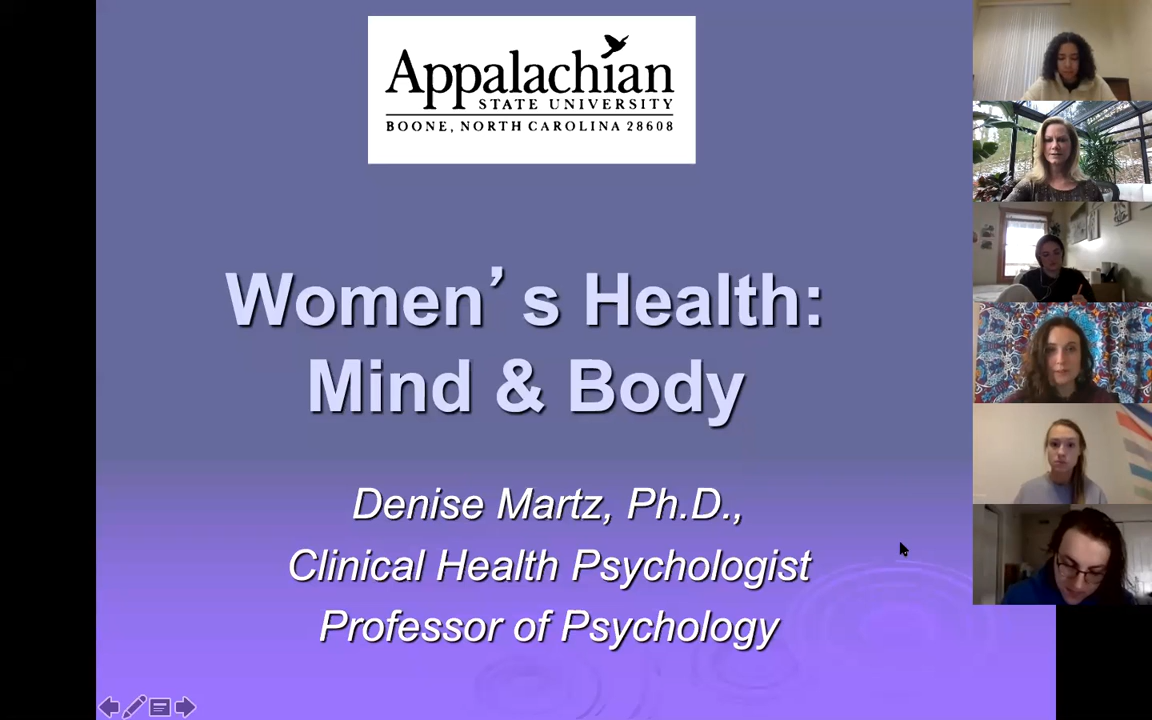 Appalachian
STATE UNIVERSITY
BOONE, NORTH CAROLINA 28608
Women’s Health:
Mind & Body
Denise Martz, Ph.D.,
Clinical Health Psychologist
Professor of Psychology